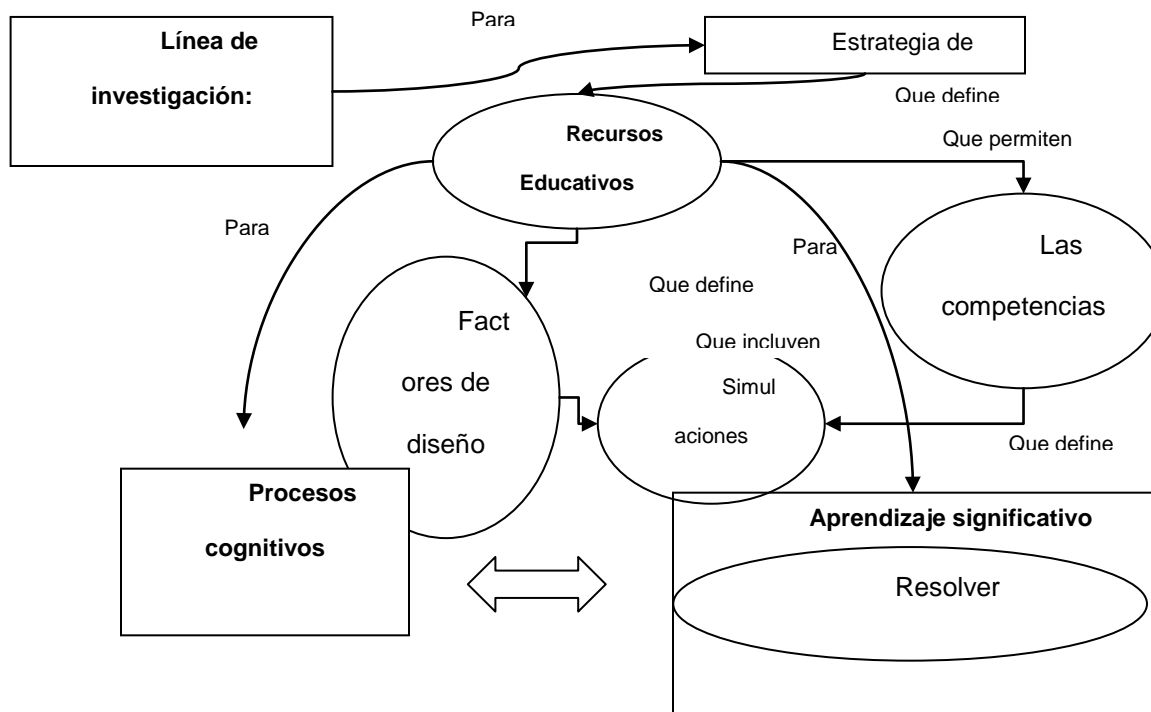 Para
Línea de
investigación:
Estrategia de
Que define
Recursos
Educativos
Que permiten
Para
Para
Las
competencias
Que define
Fact
ores de
diseño
Que incluyen
Simul
aciones
Que define
Procesos
cognitivos
Aprendizaje significativo
Resolver